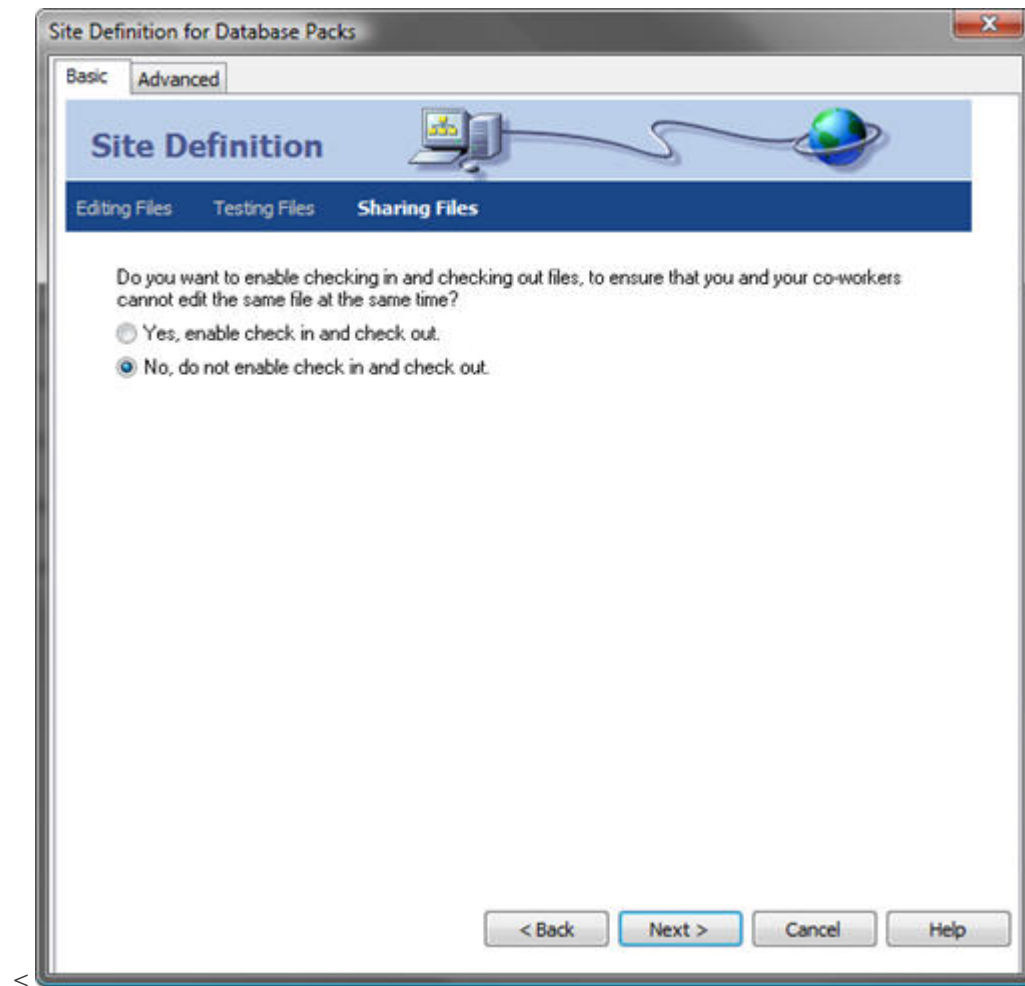 Site Definition for Database Packs
Basic
Advanced
Site Definition
Editing Files
Testing Files
Sharing Files
Do you want to enable checking in and checking out files, to ensure that you and your co-workers
cannot edit the same file at the same time?
Yes, enable check in and check out.
No, do not enable check in and check out.
< Back
Next >
Cancel
Help
<